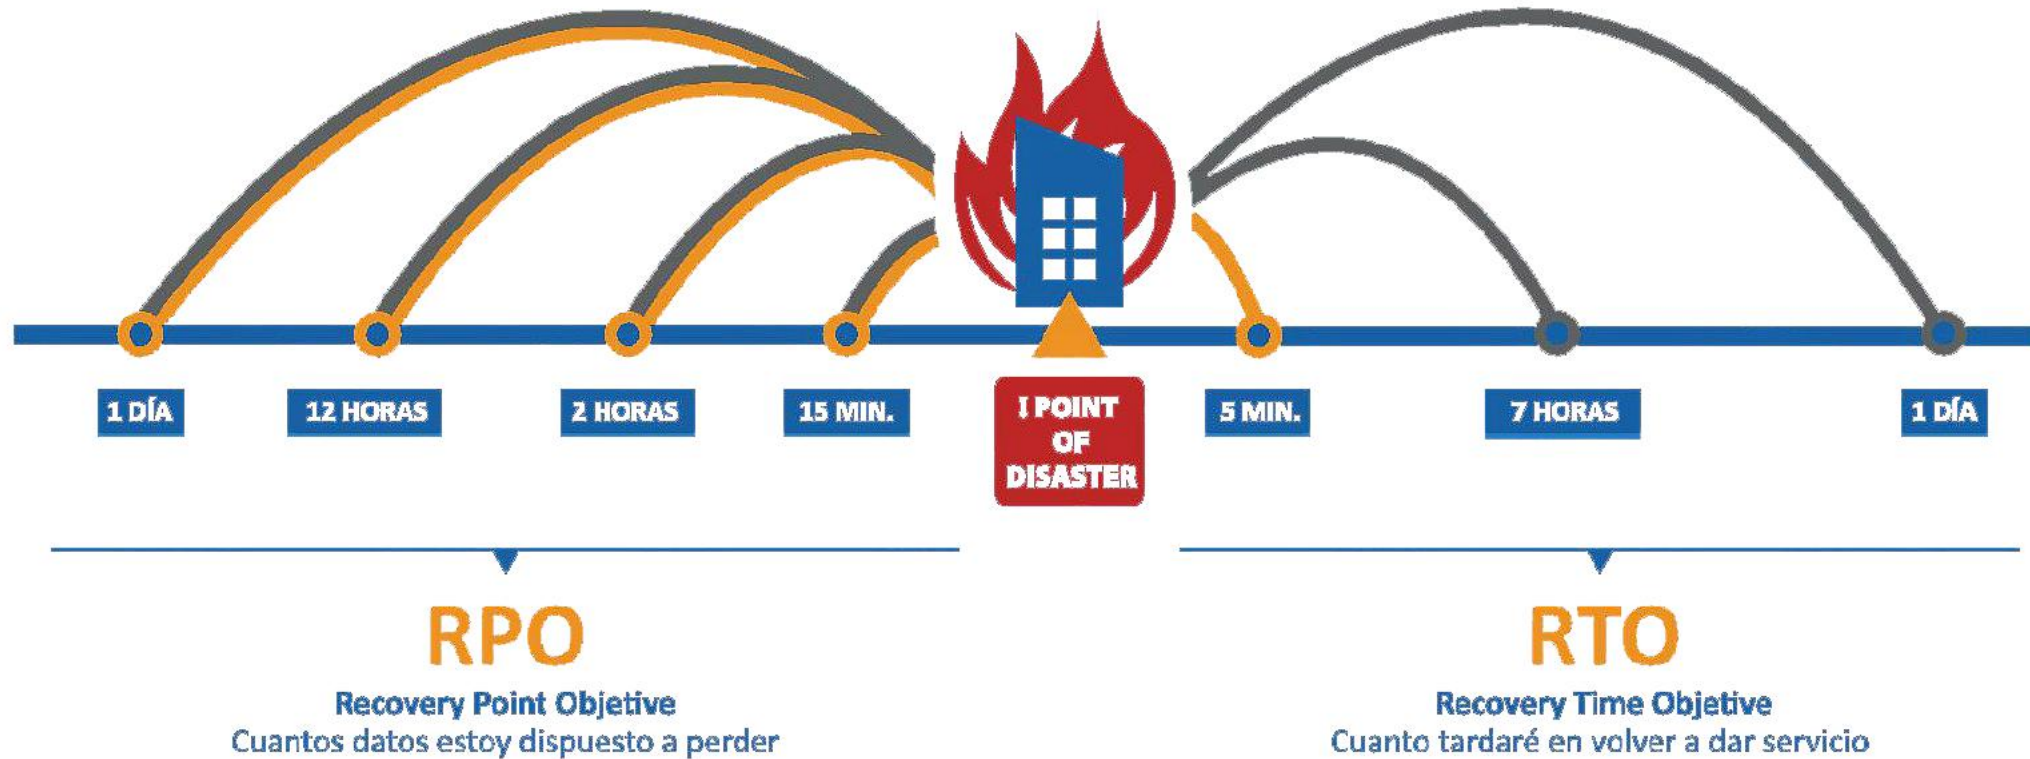 1 DÍA
12 HORAS
2 HORAS
15 MIN.
I POINT
OF
DISASTER
5 MIN.
7 HORAS
1 DÍA
RPO
Recovery Point Objetive
Cuantos datos estoy dispuesto a perder
RTO
Recovery Time Objetive
Cuanto tardaré en volver a dar servicio